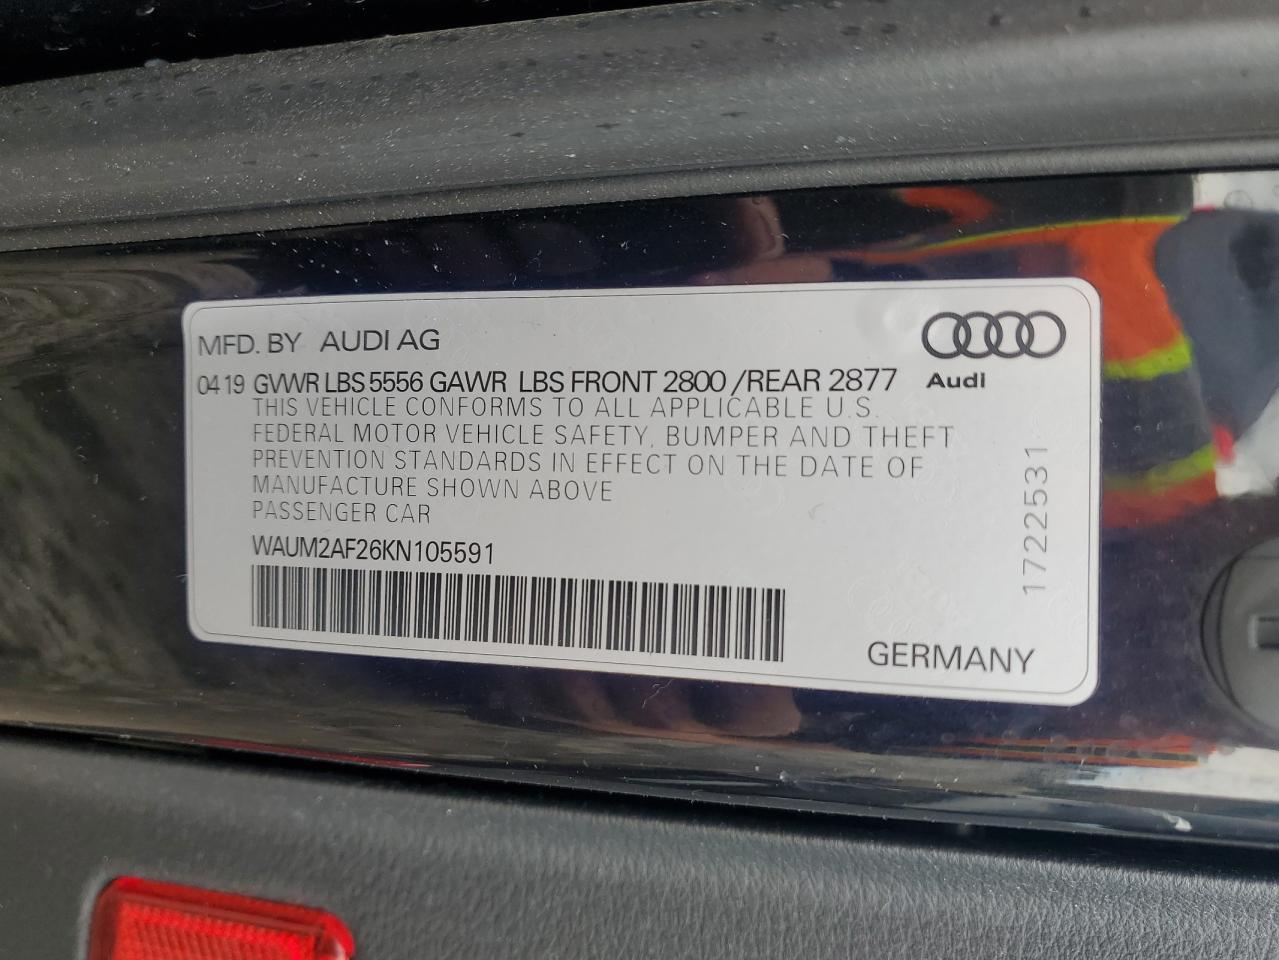 MFD. BY AUDI AG
04 19 GVWR LBS 5556 GAWR LBS FRONT 2800 /REAR 2877
Audi
THIS VEHICLE CONFORMS TO ALL APPLICABLE U.S.
FEDERAL MOTOR VEHICLE SAFETY, BUMPER AND THEFT
PREVENTION STANDARDS IN EFFECT ON THE DATE OF
MANUFACTURE SHOWN ABOVE
PASSENGER CAR
WAUM2AF26KN105591
1722531
GERMANY